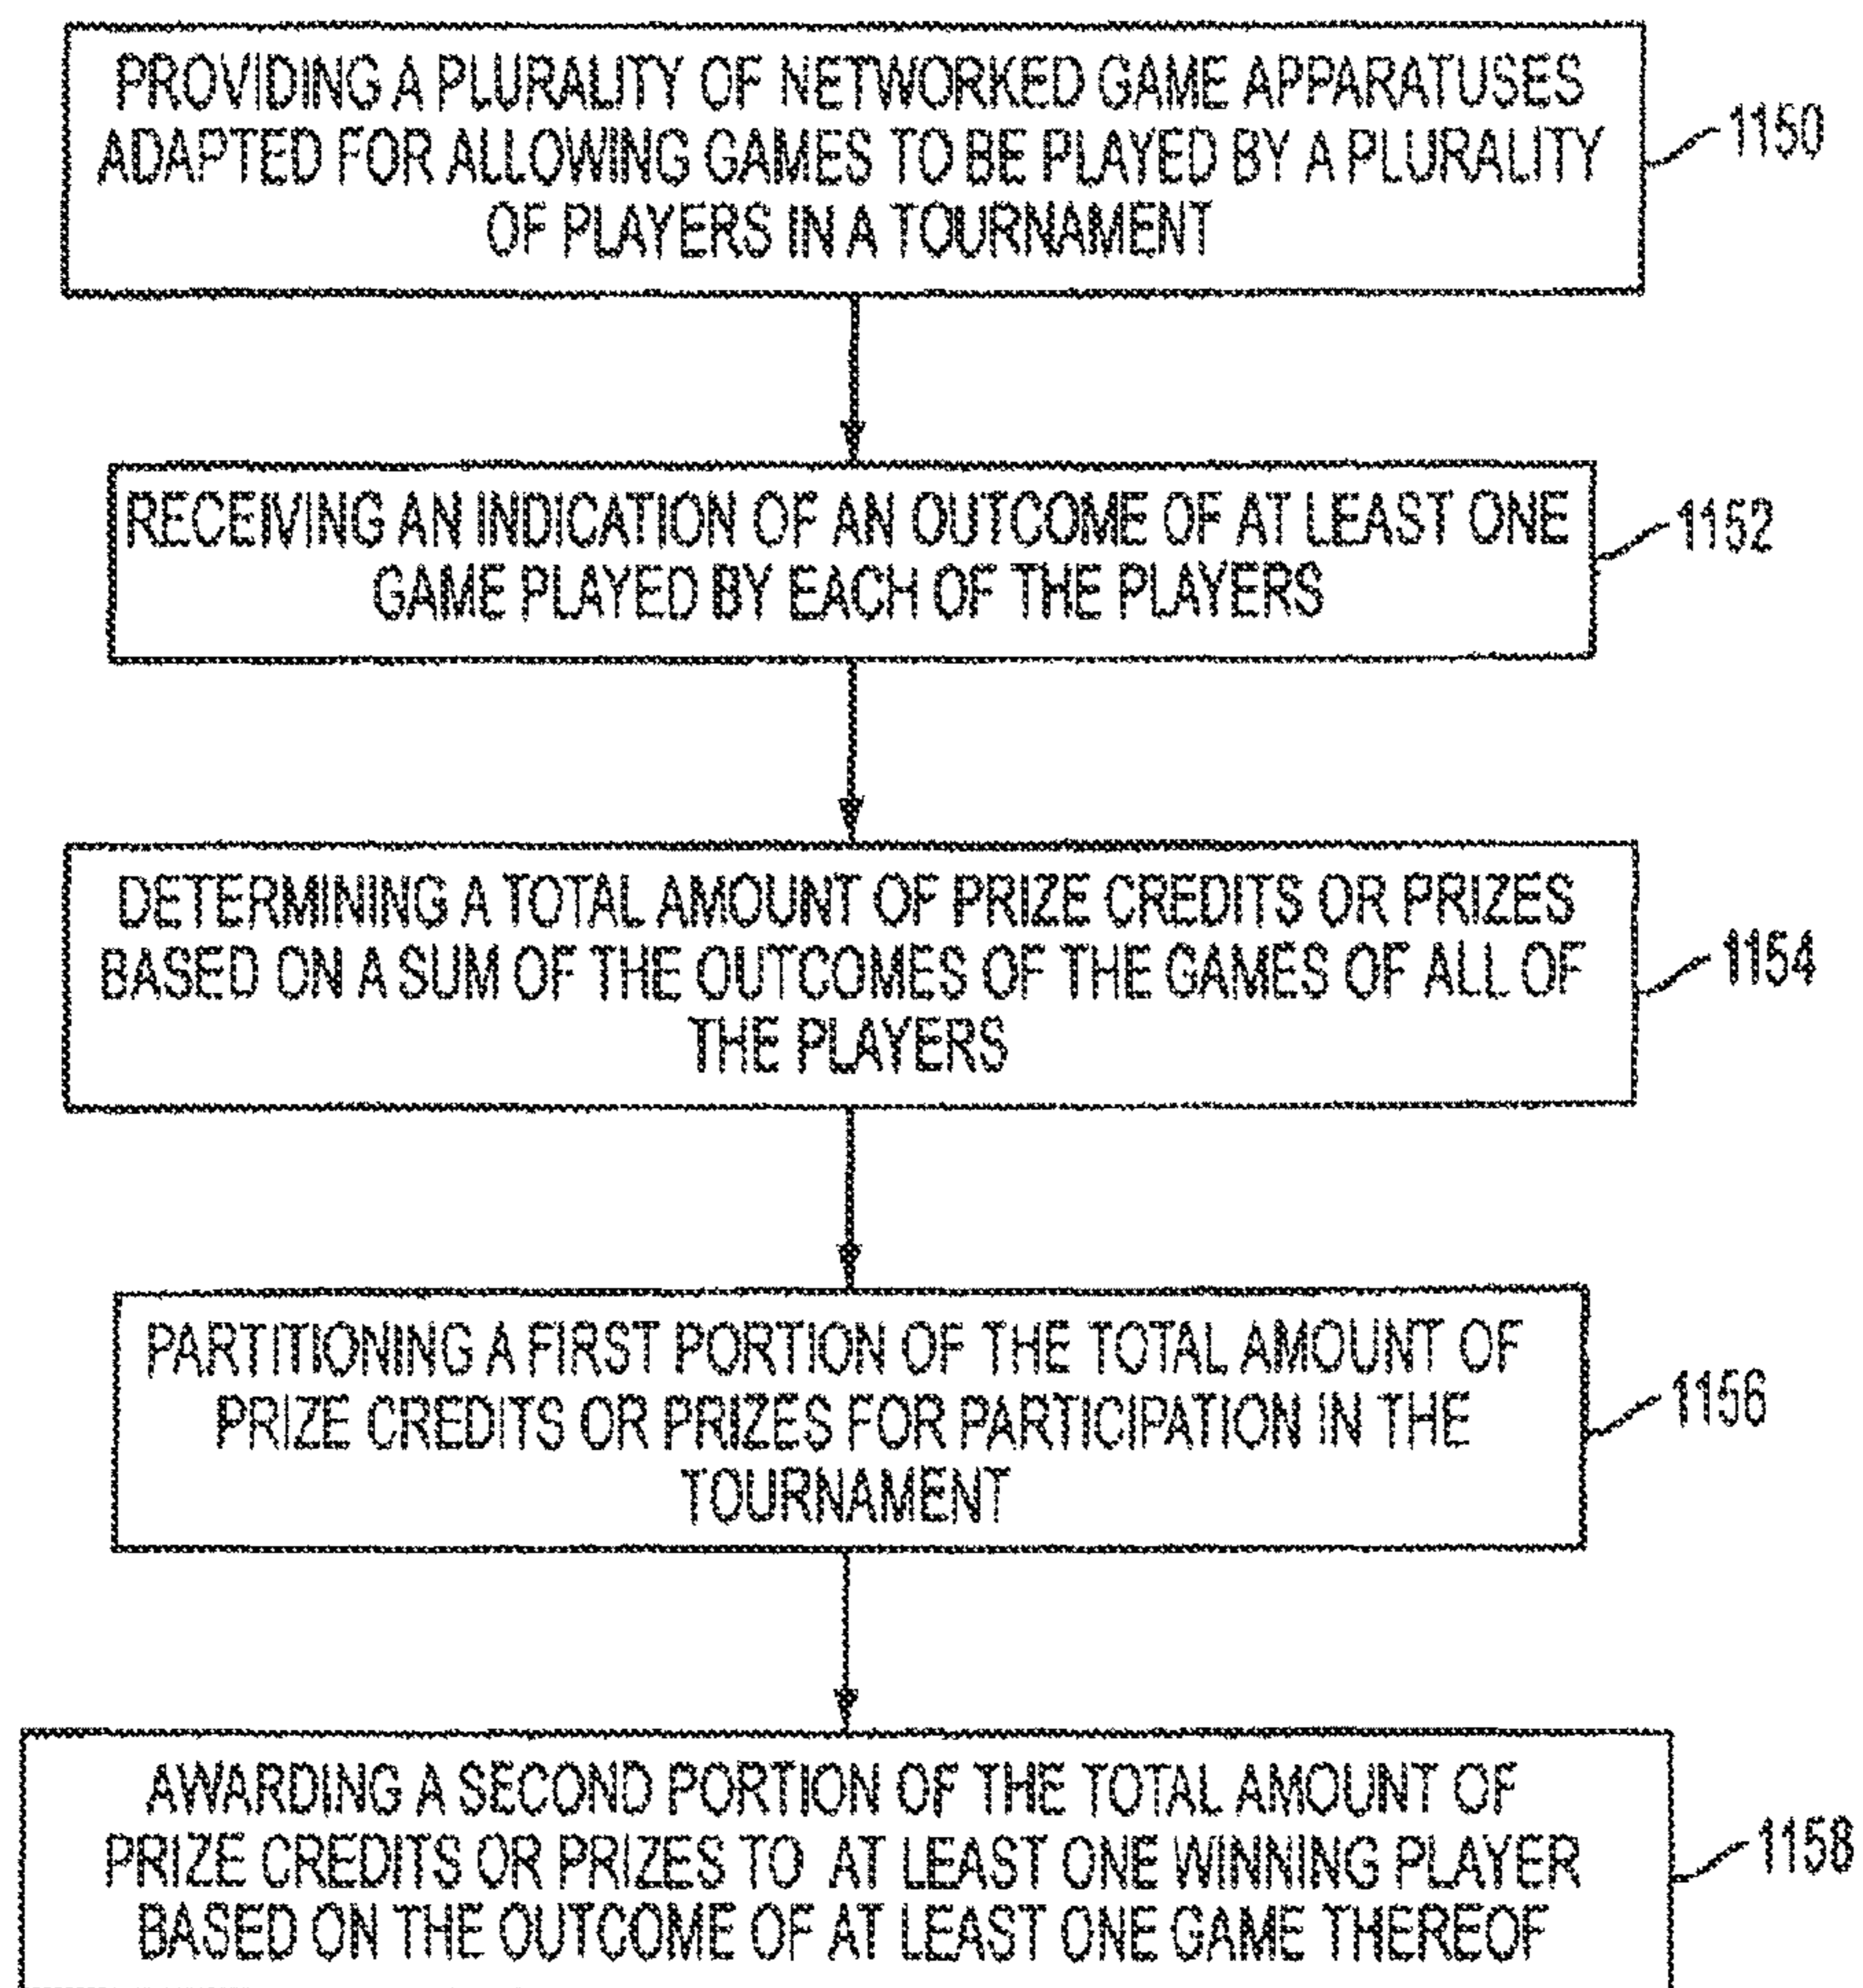 PROVIDING A PLURALITY OF NETWORKED GAME APPARATUSES
ADAPTED FOR ALLOWING GAMES TO BE PLAYED BY A PLURALITY
OF PLAYERS IN A TOURNAMENT
1150
RECEIVING AN INDICATION OF AN OUTCOME OF AT LEAST ONE
GAME PLAYED BY EACH OF THE PLAYERS
1152
DETERMINING A TOTAL AMOUNT OF PRIZE CREDITS OR PRIZES
BASED ON A SUM OF THE OUTCOMES OF THE GAMES OF ALL OF
THE PLAYERS
1154
PARTITIONING A FIRST PORTION OF THE TOTAL AMOUNT OF
PRIZE CREDITS OR PRIZES FOR PARTICIPATION IN THE
TOURNAMENT
1156
AWARDING A SECOND PORTION OF THE TOTAL AMOUNT OF
PRIZE CREDITS OR PRIZES TO AT LEAST ONE WINNING PLAYER
BASED ON THE OUTCOME OF AT LEAST ONE GAME THEREOF
1158